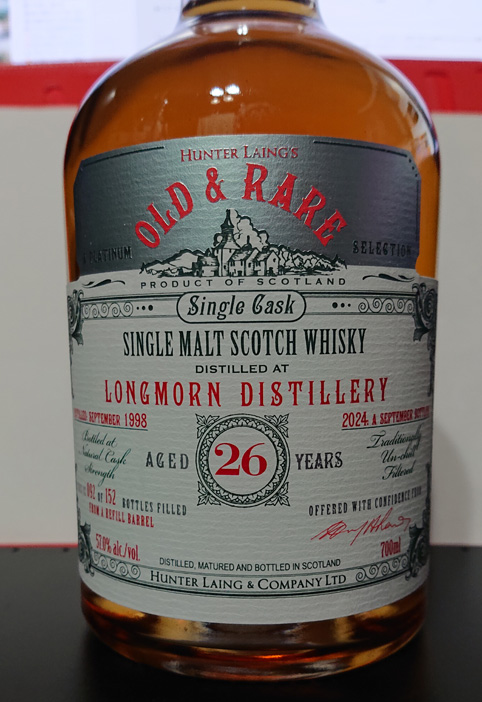 HUNTER LAING'S
OLD & RARE
PLATINUM SELECTION
PRODUCT OF SCOTLAND
Single Cask
SINGLE MALT SCOTCH WHISKY
DISTILLED AT
LONGMORN DISTILLERY
SEPTEMBER 1998
2024, A SEPTEMBER
Bottled at
Natural Cask
Strength
AGED 26 YEARS
Traditionally
Un-chill
Filtered
092 OF 152 BOTTLES FILLED
FROM A REFILL BARREL
OFFERED WITH CONFIDENCE FROM
57.0% alc/vol.
700ml
DISTILLED, MATURED AND BOTTLED IN SCOTLAND
HUNTER LAING & COMPANY LTD